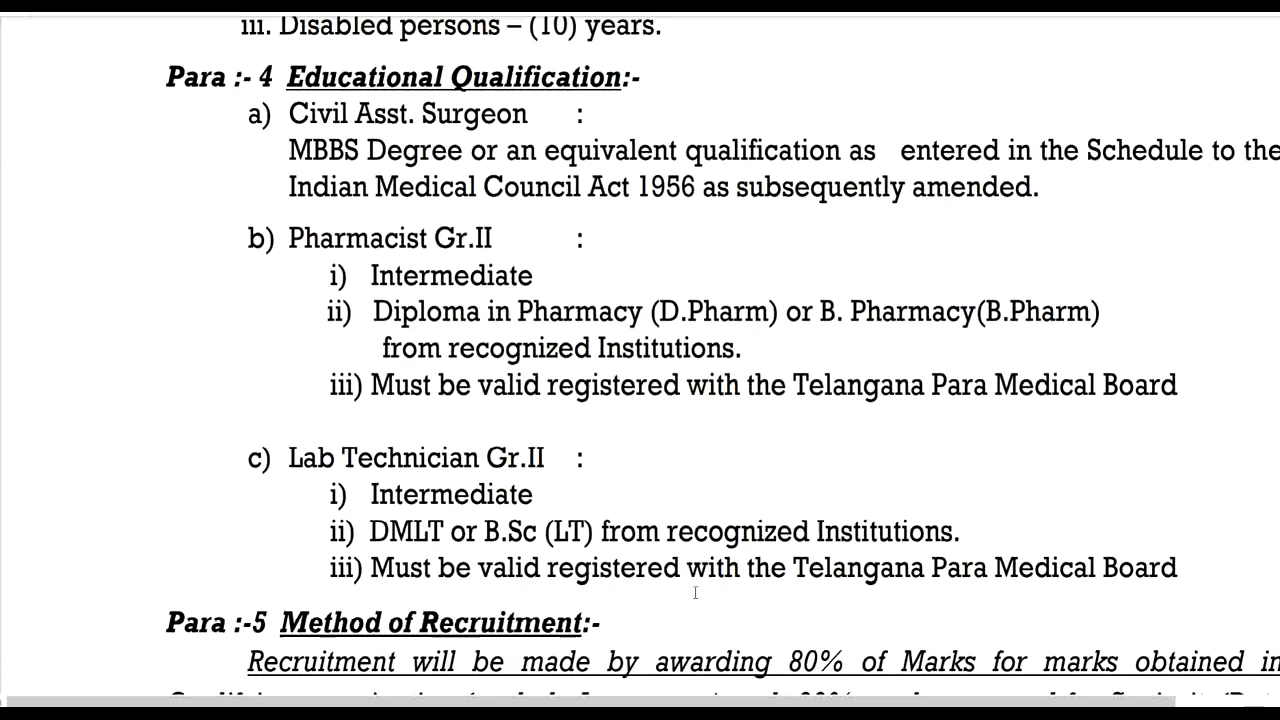 iii. Disabled persons – (10) years.
Para :- 4 Educational Qualification:-
a) Civil Asst. Surgeon :
MBBS Degree or an equivalent qualification as entered in the Schedule to the
Indian Medical Council Act 1956 as subsequently amended.
b) Pharmacist Gr.II :
i) Intermediate
ii) Diploma in Pharmacy (D.Pharm) or B. Pharmacy(B.Pharm)
from recognized Institutions.
iii) Must be valid registered with the Telangana Para Medical Board
c) Lab Technician Gr.II :
i) Intermediate
ii) DMLT or B.Sc (LT) from recognized Institutions.
iii) Must be valid registered with the Telangana Para Medical Board
Para :-5 Method of Recruitment:-
Recruitment will be made by awarding 80% of Marks for marks obtained in